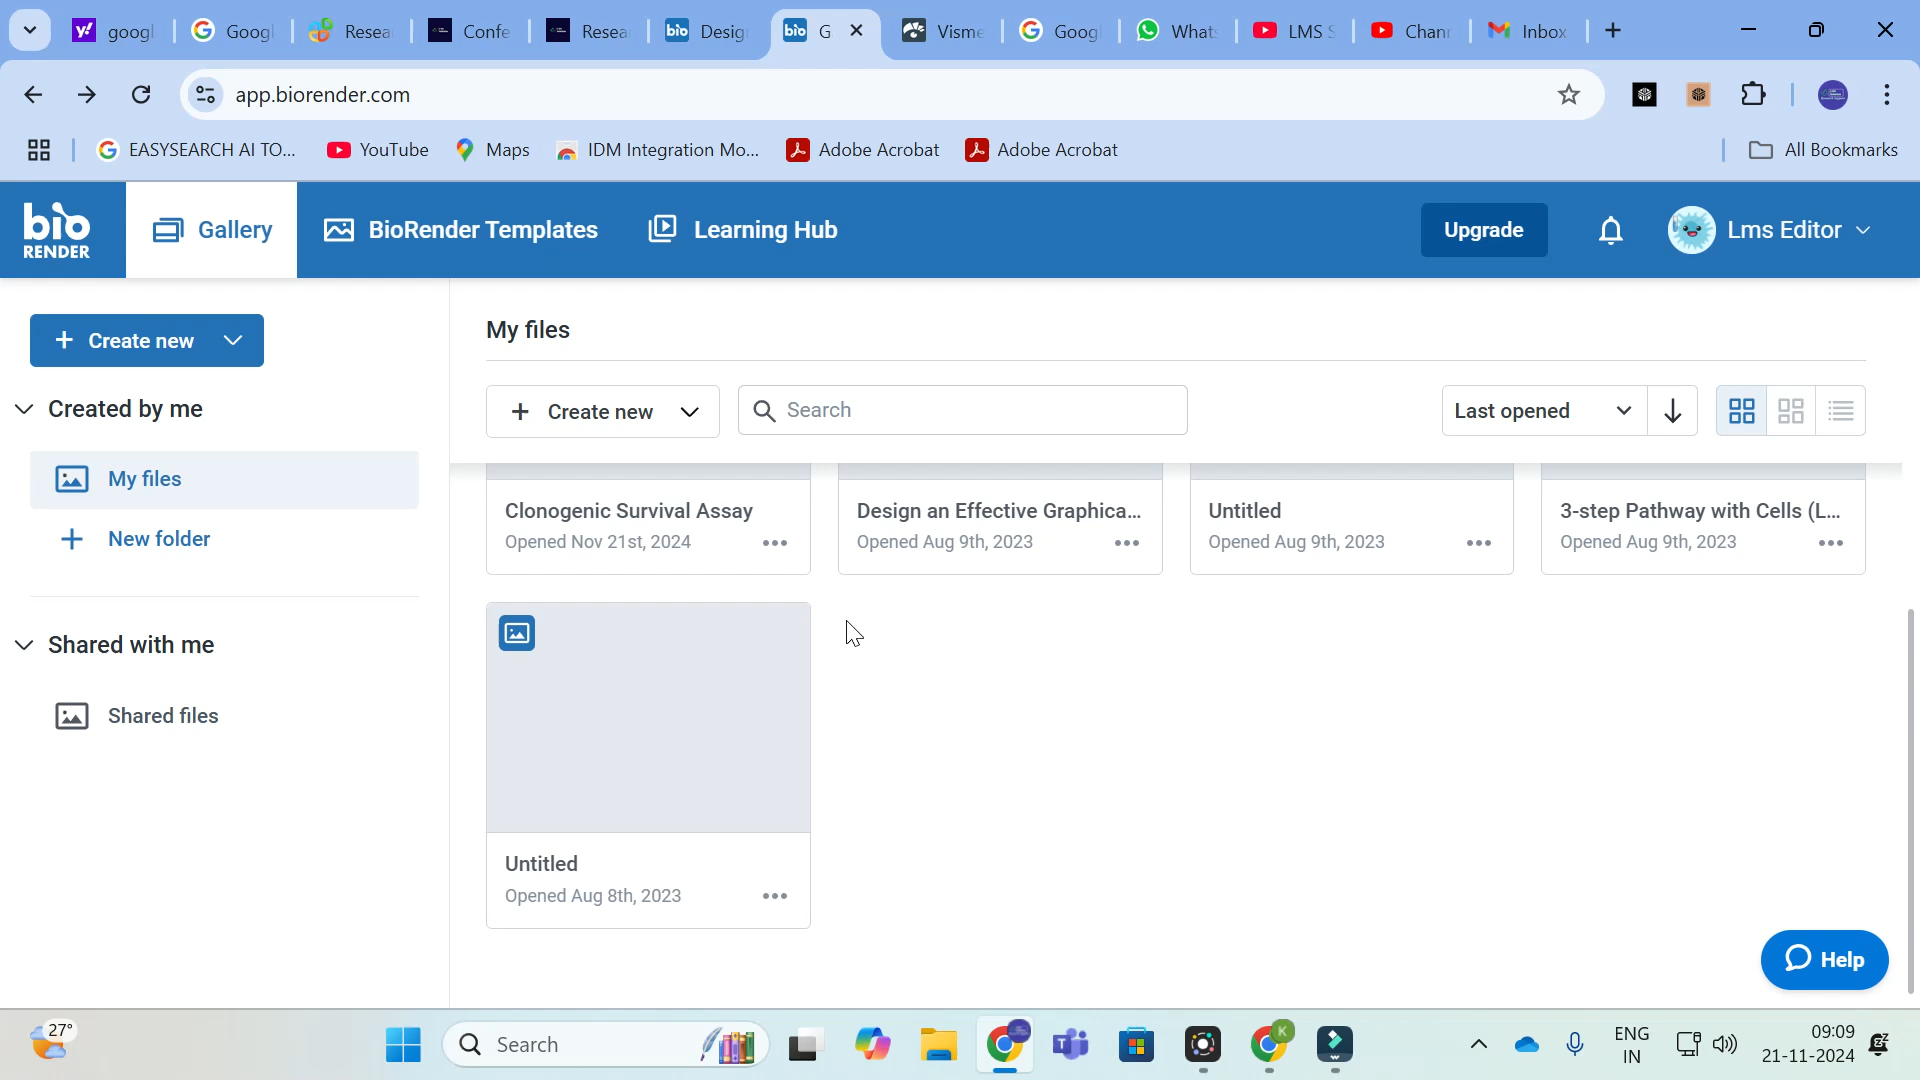 googl
Googl
Resea
Confe
Resea
bio
Desig
bio
G
Visme
Goog
What
LMS S
Chan
Inbox
app.biorender.com
EASYSEARCH AI TO...
YouTube
Maps
IDM Integration Mo...
Adobe Acrobat
Adobe Acrobat
All Bookmarks
bio
RENDER
Gallery
BioRender Templates
Learning Hub
Upgrade
Lms Editor
+ Create new
My files
Created by me
+ Create new
Search
Last opened
My files
+ New folder
Clonogenic Survival Assay
Opened Nov 21st, 2024
Design an Effective Graphica...
Opened Aug 9th, 2023
Untitled
Opened Aug 9th, 2023
3-step Pathway with Cells (L...
Opened Aug 9th, 2023
Shared with me
Shared files
Untitled
Opened Aug 8th, 2023
Help
27°
Search
K
ENG
IN
09:09
21-11-2024